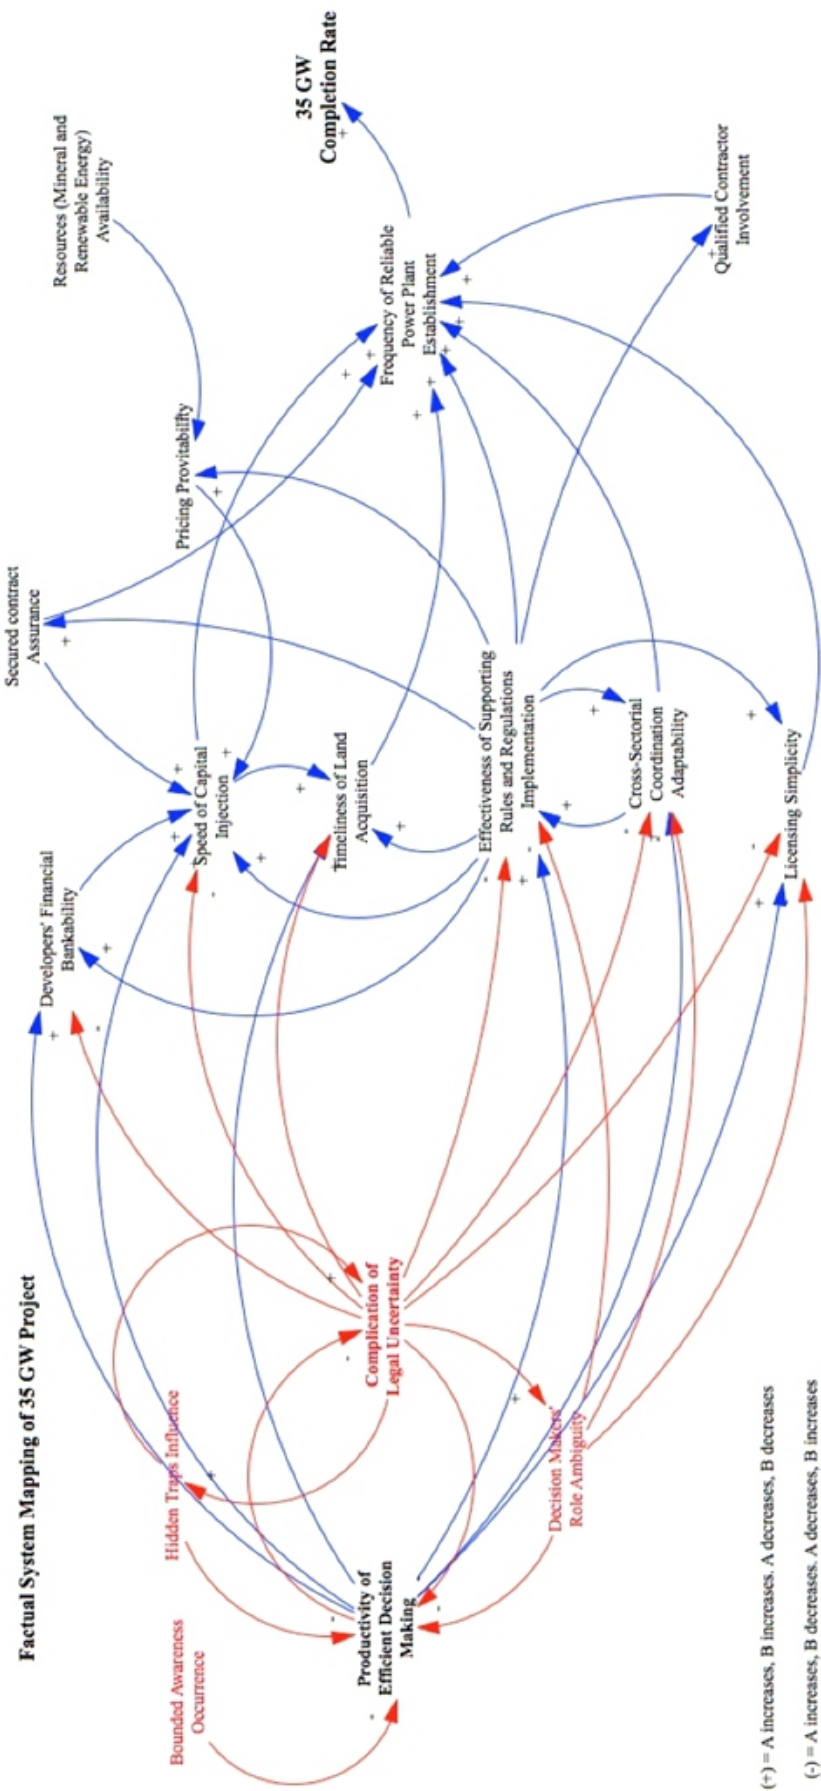 Factual System Mapping of 35 GW Project
Bounded Awareness
Occurrence
Hidden Traps Influence
Productivity of
Efficient Decision
Making
Complication of
Legal Uncertainty
Decision Makers'
Role Ambiguity
Developers' Financial
Bankability
Speed of Capital
Injection
Timeliness of Land
Acquisition
Effectiveness of Supporting
Rules and Regulations
Implementation
Cross-Sectorial
Coordination
Adaptability
Licensing Simplicity
Secured contract
Assurance
Pricing Provitability
Resources (Mineral and
Renewable Energy)
Availability
Frequency of Reliable
Power Plant
Establishment
Qualified Contractor
Involvement
35 GW
Completion Rate
(+) = A increases, B increases. A decreases, B decreases
(-) = A increases, B decreases. A decreases, B increases